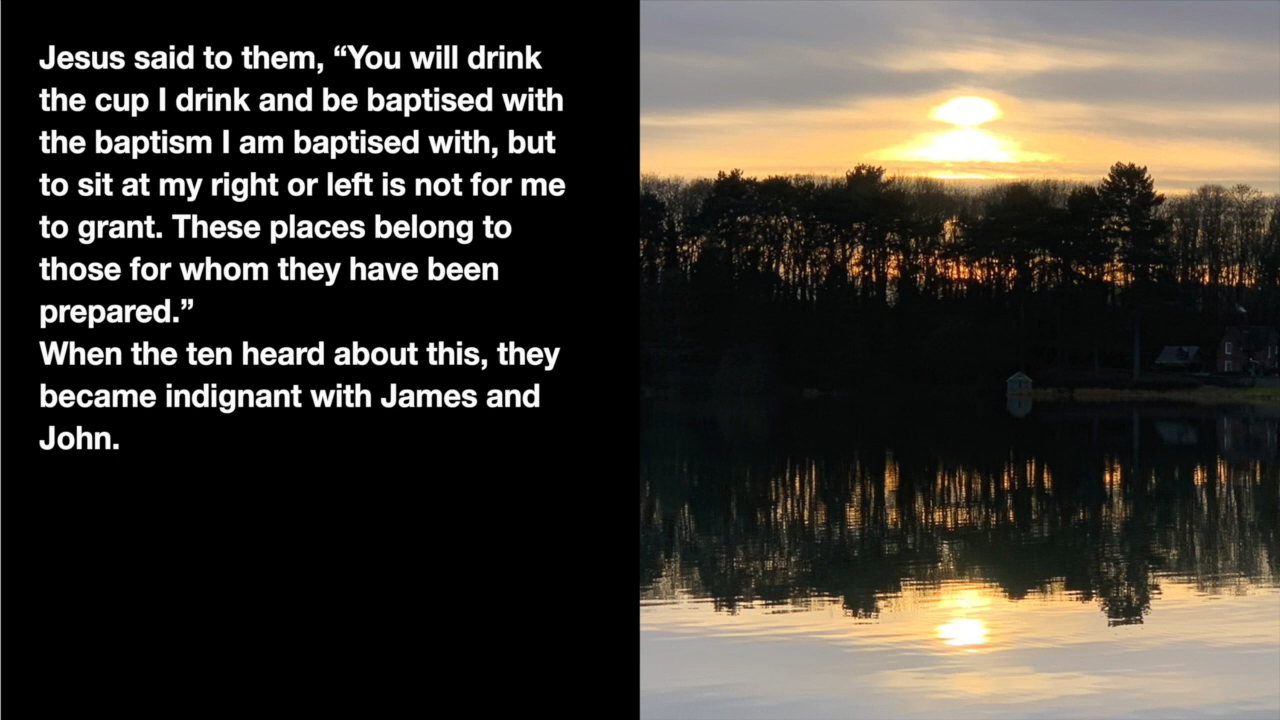 Jesus said to them, “You will drink
the cup I drink and be baptised with
the baptism I am baptised with, but
to sit at my right or left is not for me
to grant. These places belong to
those for whom they have been
prepared.”
When the ten heard about this, they
became indignant with James and
John.